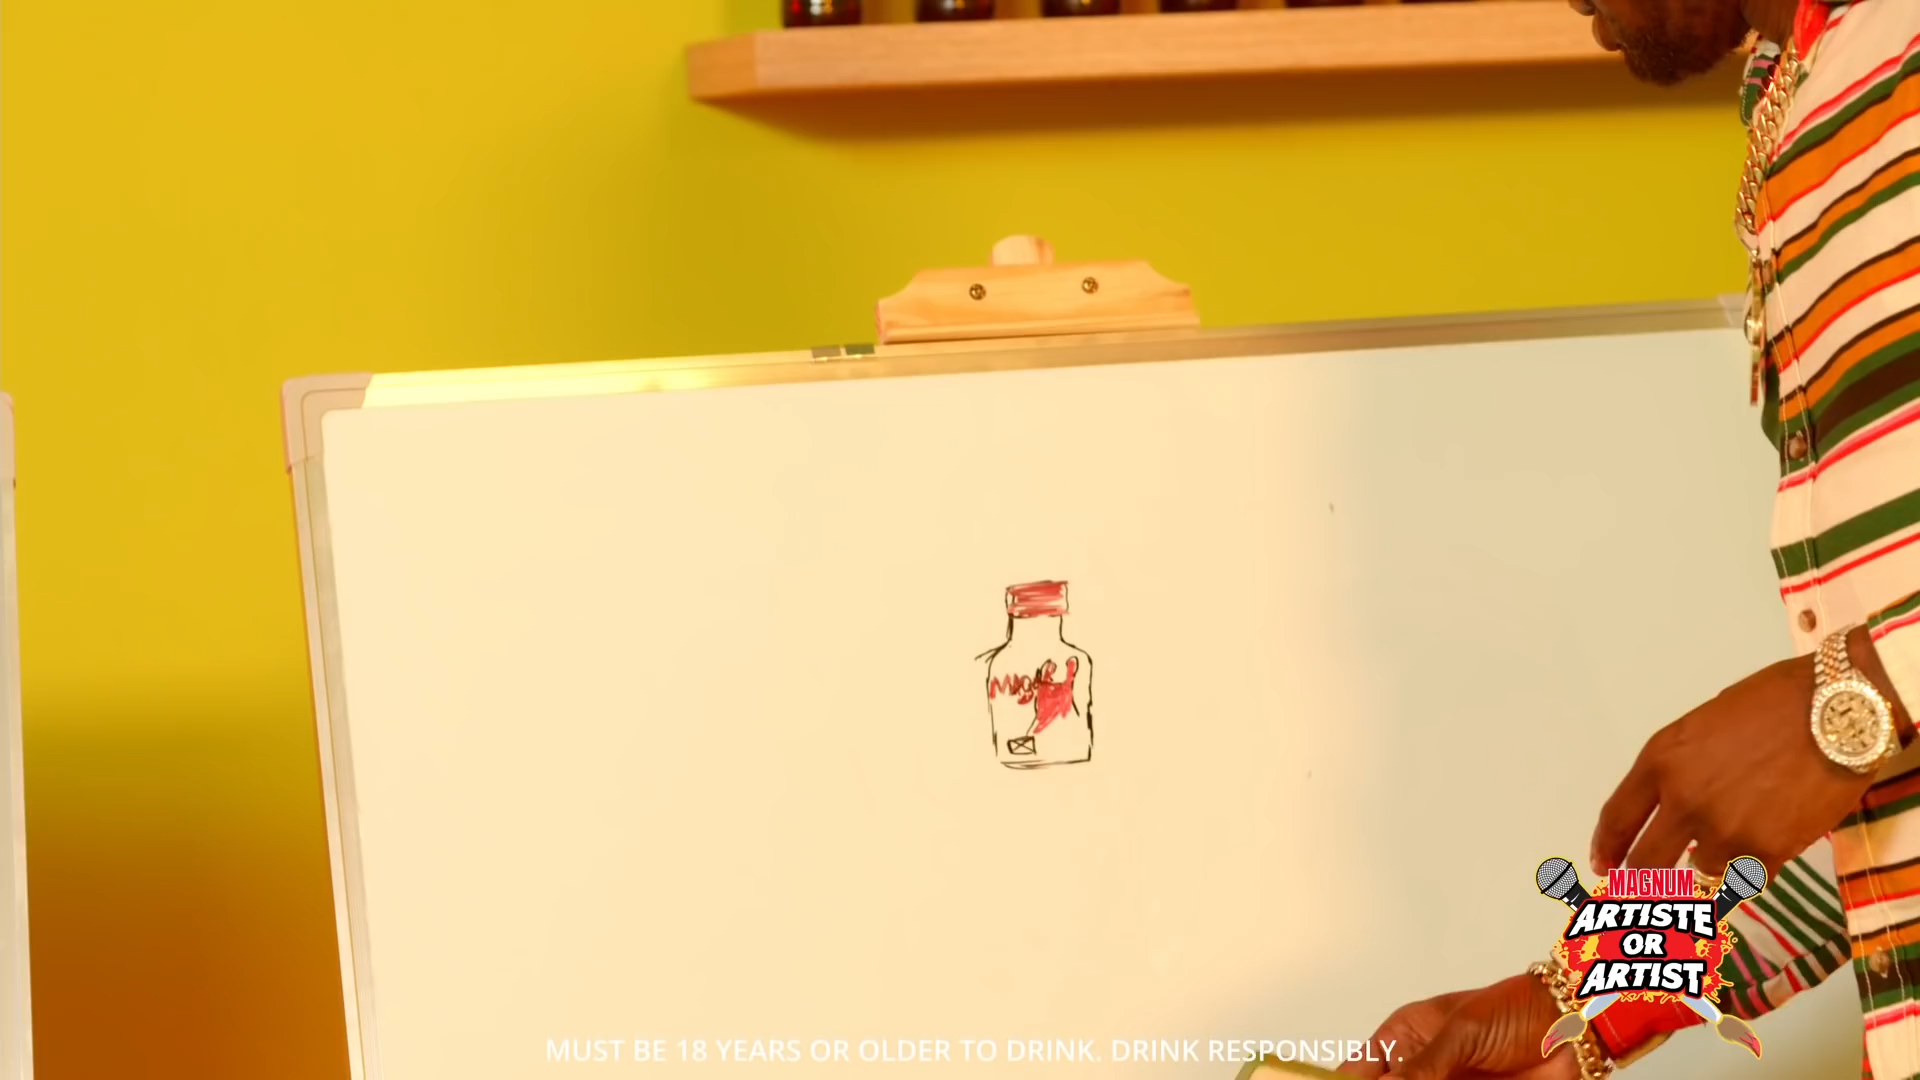 MAGNUM
ARTISTE
OR
ARTIST
MUST BE 18 YEARS OR OLDER TO DRINK. DRINK RESPONSIBLY.